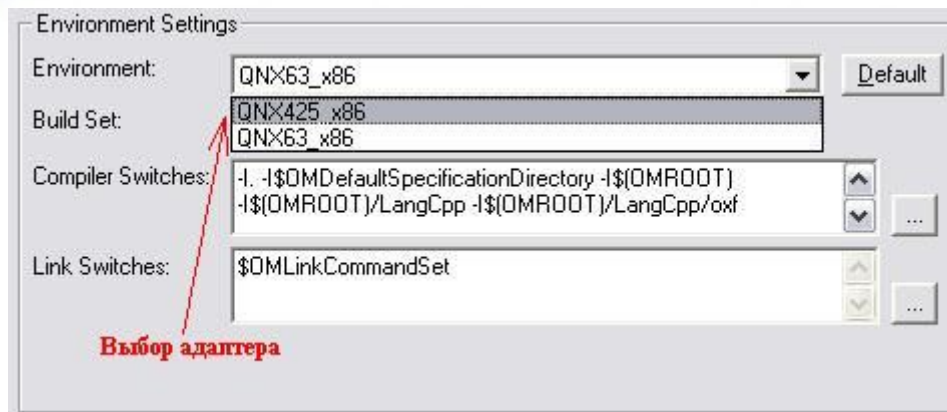 Environment Settings
Environment:
QNX63_x86
Default
Build Set:
QNX425_x86
QNX63_x86
Compiler Switches:
-I. -I$OMDefaultSpecificationDirectory -I$(OMROOT)
-I$(OMROOT)/LangCpp -I$(OMROOT)/LangCpp/oxf
...
Link Switches:
$OMLinkCommandSet
...
Выбор адаптера